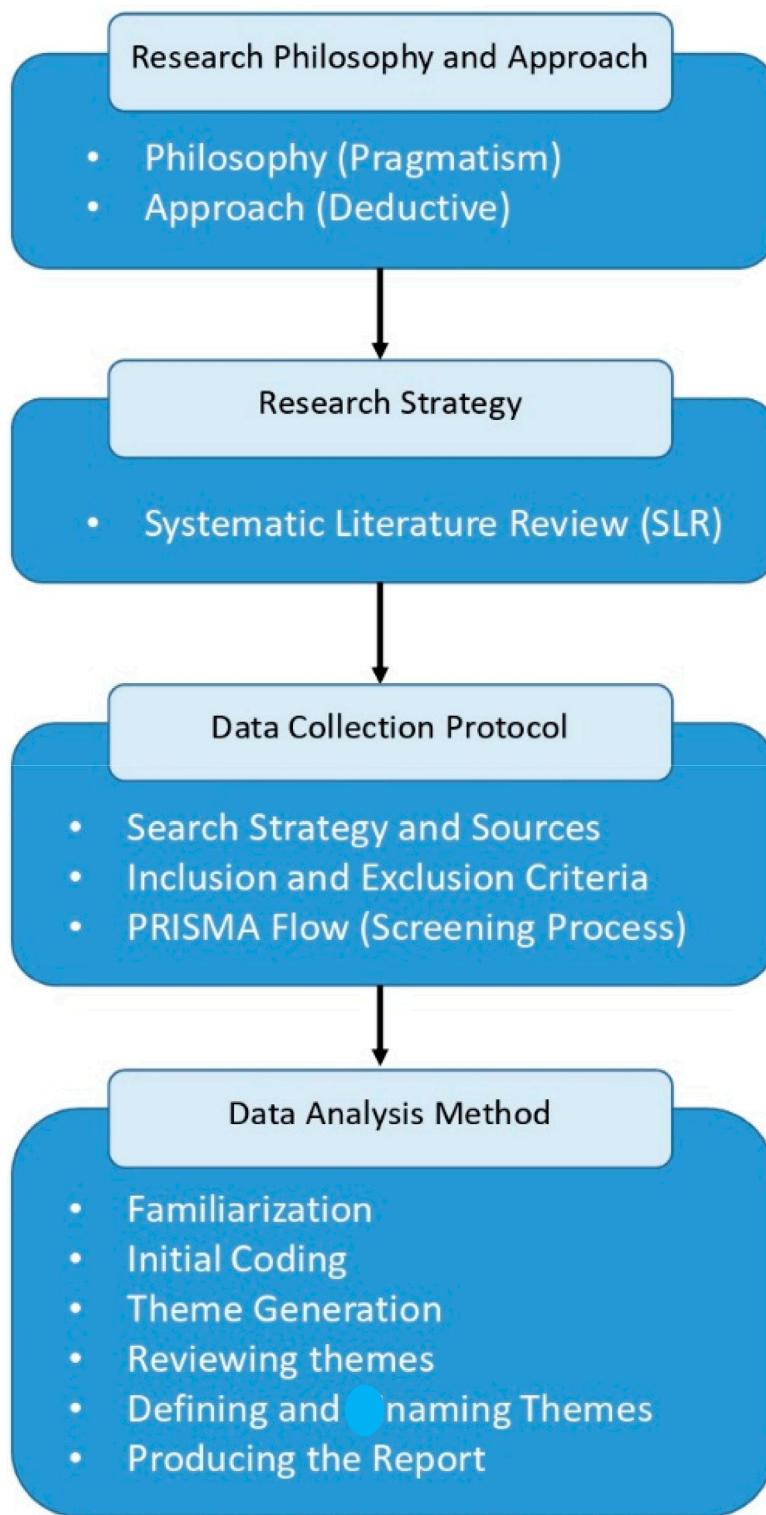 Research Philosophy and Approach
• Philosophy (Pragmatism)
• Approach (Deductive)
Research Strategy
• Systematic Literature Review (SLR)
Data Collection Protocol
• Search Strategy and Sources
• Inclusion and Exclusion Criteria
• PRISMA Flow (Screening Process)
Data Analysis Method
• Familiarization
• Initial Coding
• Theme Generation
• Reviewing themes
• Defining and Themes
• Producing the Report